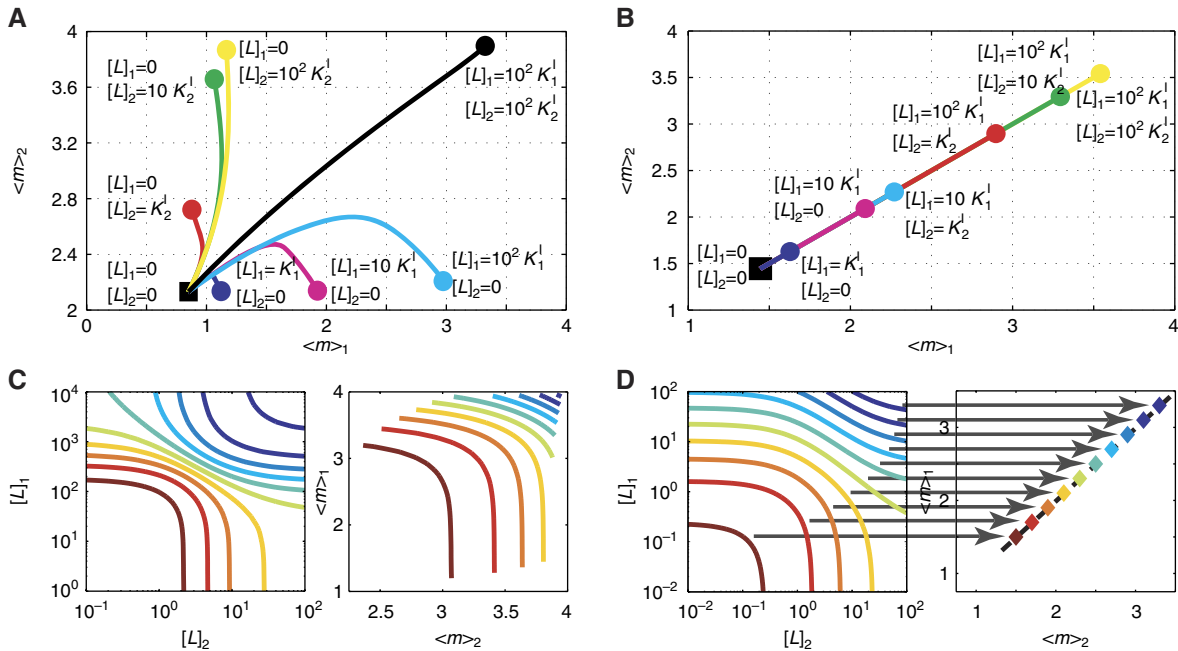 A
4
3.6
3.2
2.8
2.4
2
<m>₂
0
1
2
3
4
<m>₁
[L]₁=0
[L]₂=10 K₂ᴵ
[L]₁=0
[L]₂=10² K₂ᴵ
[L]₁=10² K₁ᴵ
[L]₂=10² K₂ᴵ
[L]₁=0
[L]₂=K₂ᴵ
[L]₁=0
[L]₂=0
[L]₁=K₁ᴵ
[L]₂=0
[L]₁=10 K₁ᴵ
[L]₂=0
[L]₁=10² K₁ᴵ
[L]₂=0
B
4
3.5
3
2.5
2
1.5
1
<m>₂
1
2
3
4
<m>₁
[L]₁=10² K₁ᴵ
[L]₂=10 K₂ᴵ
[L]₁=10² K₁ᴵ
[L]₂=10² K₂ᴵ
[L]₁=10² K₁ᴵ
[L]₂=K₂ᴵ
[L]₁=10 K₁ᴵ
[L]₂=0
[L]₁=10 K₁ᴵ
[L]₂=K₂ᴵ
[L]₁=0
[L]₂=0
[L]₁=K₁ᴵ
[L]₂=0
C
10⁴
10³
10²
10¹
10⁰
[L]₁
10⁻¹
10⁰
10¹
10²
[L]₂
4
3
2
1
<m>₁
2.5
3
3.5
4
<m>₂
D
10²
10¹
10⁰
10⁻¹
10⁻²
[L]₁
10⁻²
10⁻¹
10⁰
10¹
10²
[L]₂
3
2
1
<m>₁
1
2
3
<m>₂